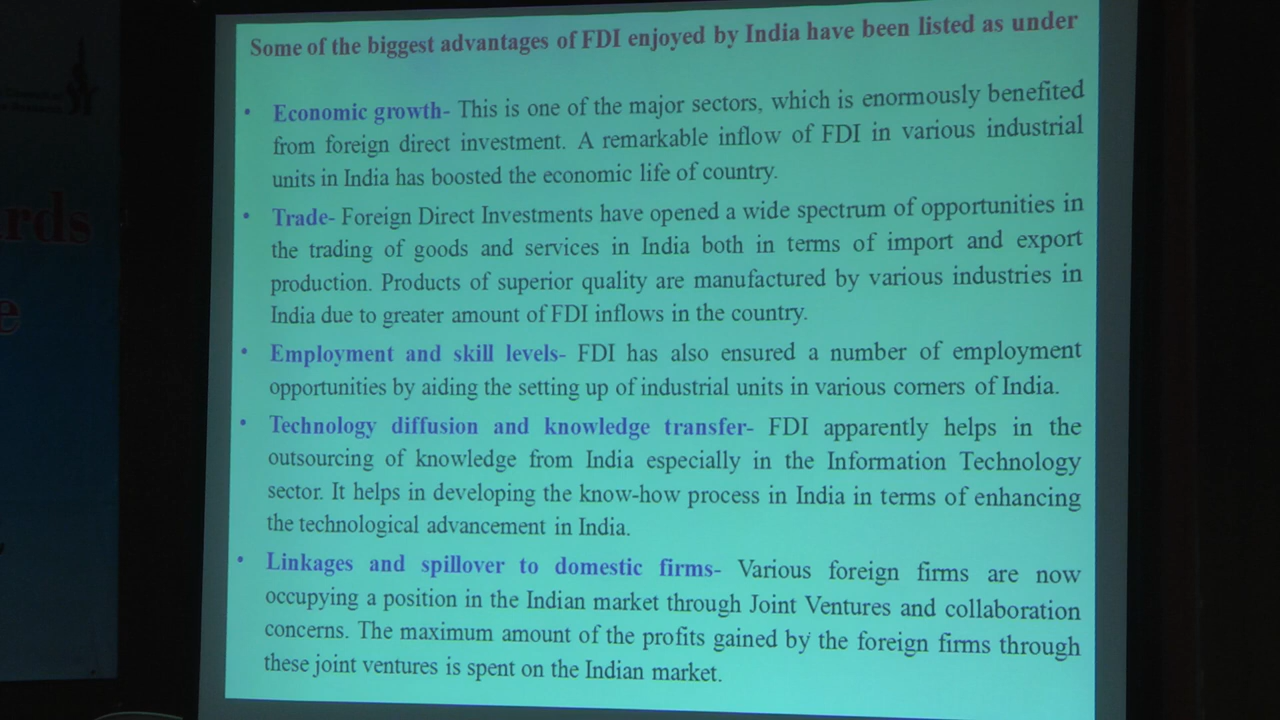 Some of the biggest advantages of FDI enjoyed by India have been listed as under
• Economic growth- This is one of the major sectors, which is enormously benefited
from foreign direct investment. A remarkable inflow of FDI in various industrial
units in India has boosted the economic life of country.
• Trade- Foreign Direct Investments have opened a wide spectrum of opportunities in
the trading of goods and services in India both in terms of import and export
production. Products of superior quality are manufactured by various industries in
India due to greater amount of FDI inflows in the country.
• Employment and skill levels- FDI has also ensured a number of employment
opportunities by aiding the setting up of industrial units in various corners of India.
• Technology diffusion and knowledge transfer- FDI apparently helps in the
outsourcing of knowledge from India especially in the Information Technology
sector. It helps in developing the know-how process in India in terms of enhancing
the technological advancement in India.
• Linkages and spillover to domestic firms- Various foreign firms are now
occupying a position in the Indian market through Joint Ventures and collaboration
concerns. The maximum amount of the profits gained by the foreign firms through
these joint ventures is spent on the Indian market.